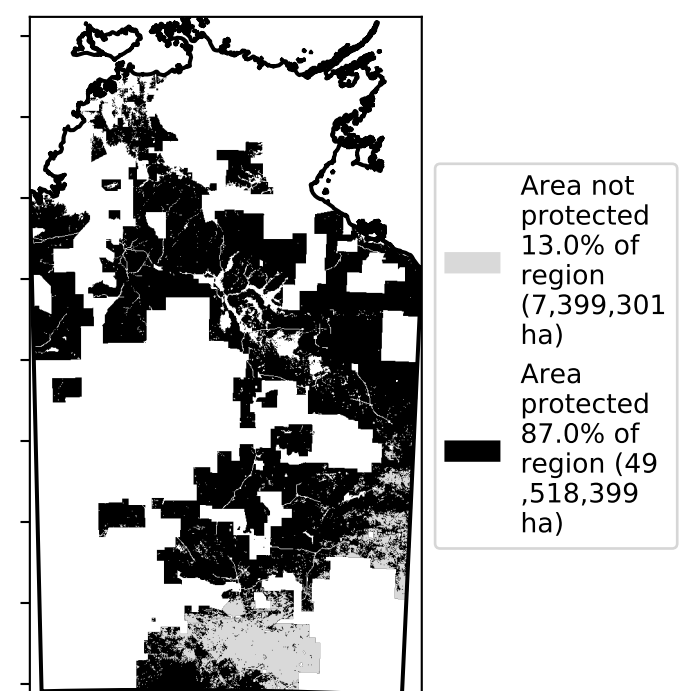 Area not
protected
13.0% of
region
(7,399,301
ha)
Area
protected
87.0% of
region (49
,518,399
ha)